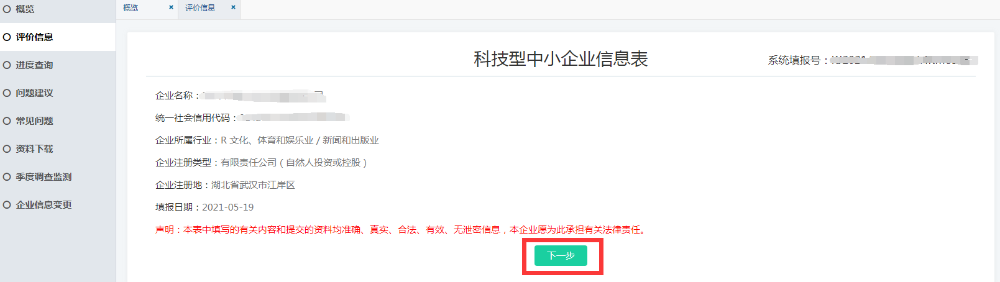 概览
评价信息
进度查询
问题建议
常见问题
资料下载
季度调查监测
企业信息变更
概览 ×
评价信息 ×
科技型中小企业信息表
系统填报号：
企业名称：
统一社会信用代码：
企业所属行业：R 文化、体育和娱乐业 / 新闻和出版业
企业注册类型：有限责任公司（自然人投资或控股）
企业注册地：湖北省武汉市江岸区
填报日期：2021-05-19
声明：本表中填写的有关内容和提交的资料均准确、真实、合法、有效、无泄密信息，本企业愿为此承担有关法律责任。
下一步